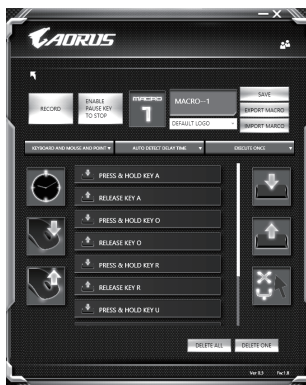 AORUS
RECORD
ENABLE
PAUSE KEY
TO STOP
MACRO
1
MACRO-1
DEFAULT LOGO
SAVE
EXPORT MACRO
IMPORT MARCO
KEYBOARD AND MOUSE AND POINT
AUTO DETECT DELAY TIME
EXECUTE ONCE
PRESS & HOLD KEY A
RELEASE KEY A
PRESS & HOLD KEY O
RELEASE KEY O
PRESS & HOLD KEY R
RELEASE KEY R
PRESS & HOLD KEY U
DELETE ALL
DELETE ONE